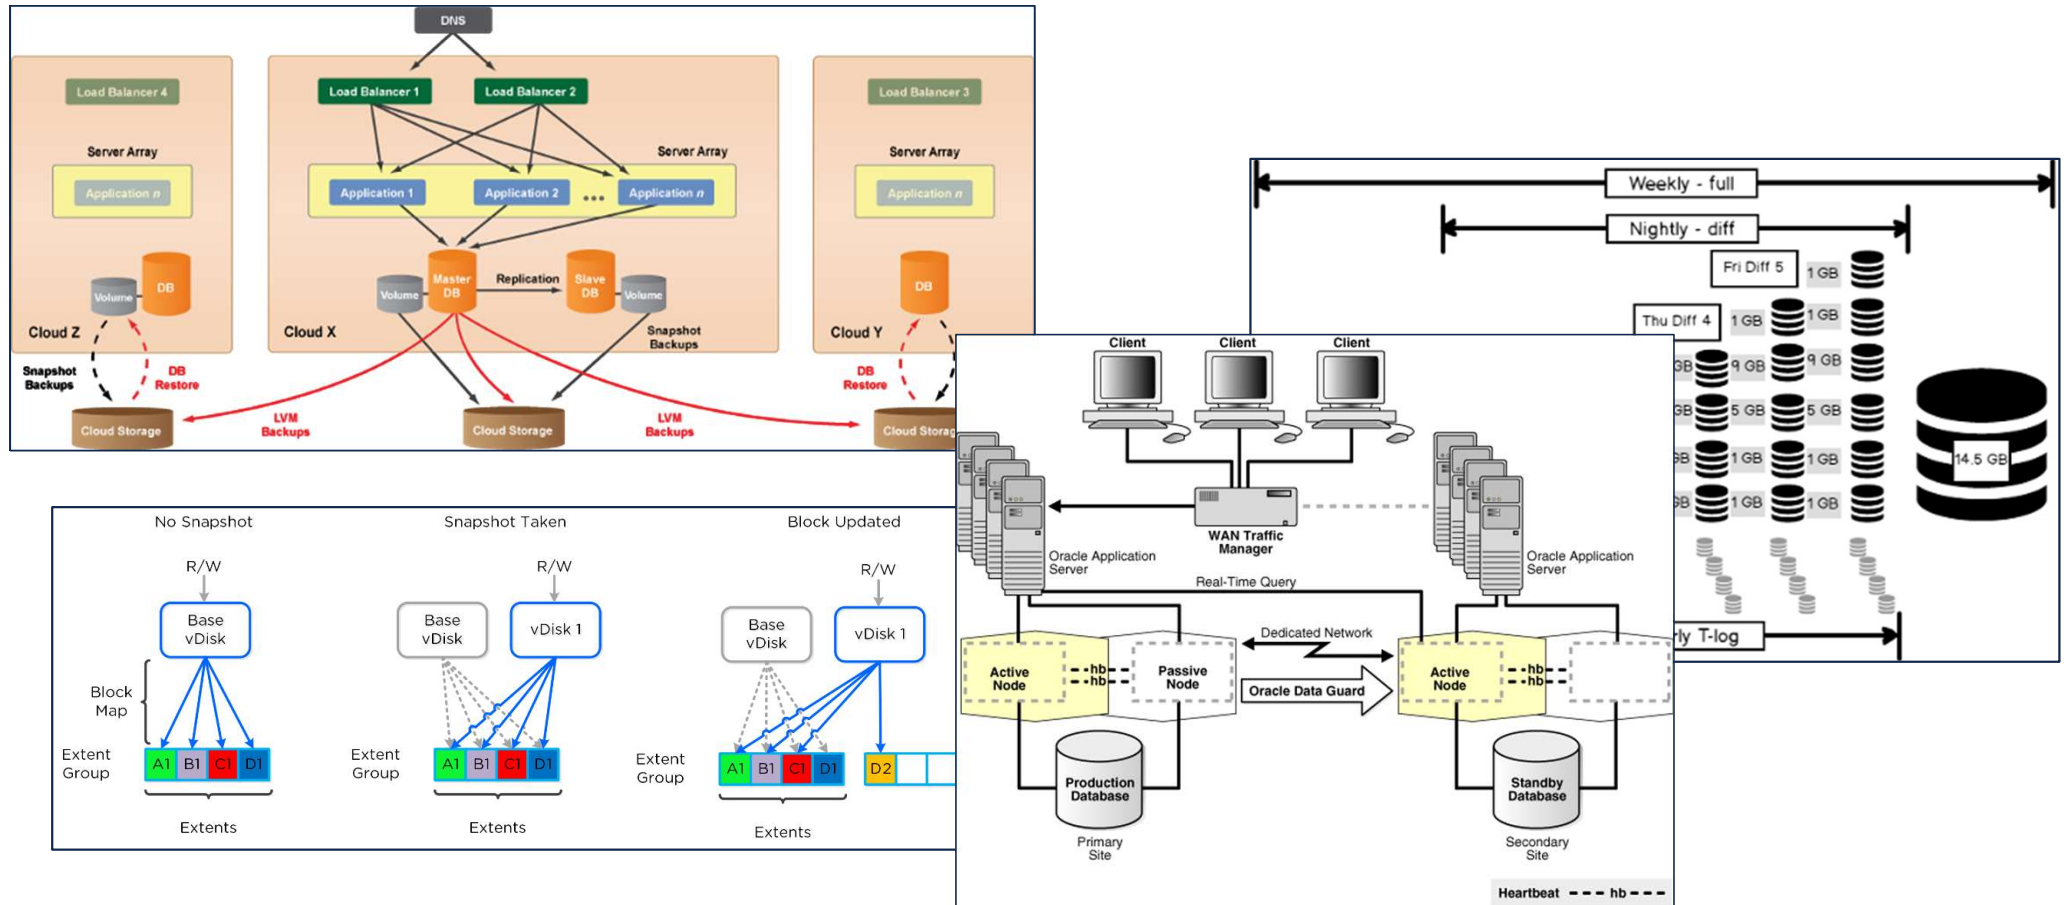 DNS
Load Balancer 4
Load Balancer 1
Load Balancer 2
Load Balancer 3
Server Array
Server Array
Server Array
Application n
Application 1
Application 2
Application n
Application n
Volume
DB
Volume
Master
DB
Replication
Slave
DB
Volume
DB
Cloud Z
Cloud X
Snapshot
Backups
Cloud Y
Snapshot
Backups
DB
Restore
DB
Restore
LVM
Backups
LVM
Backups
Cloud Storage
Cloud Storage
Cloud
Weekly - full
Nightly - diff
Fri Diff 5
1 GB
Thu Diff 4
1 GB
1 GB
GB
9 GB
9 GB
GB
5 GB
5 GB
GB
1 GB
1 GB
GB
1 GB
1 GB
14.5 GB
T-log
No Snapshot
Snapshot Taken
Block Updated
R/W
R/W
R/W
Base
vDisk
Base
vDisk
vDisk 1
Base
vDisk
vDisk 1
Block
Map
Extent
Group
A1 B1 C1 D1
Extent
Group
A1 B1 C1 D1
Extent
Group
A1 B1 C1 D1
D2
Extents
Extents
Extents
Client
Client
Client
WAN Traffic
Manager
Oracle Application
Server
Oracle Application
Server
Real-Time Query
Dedicated Network
Active
Node
hb
hb
Passive
Node
Oracle Data Guard
Active
Node
hb
hb
Production
Database
Standby
Database
Primary
Site
Secondary
Site
Heartbeat hb